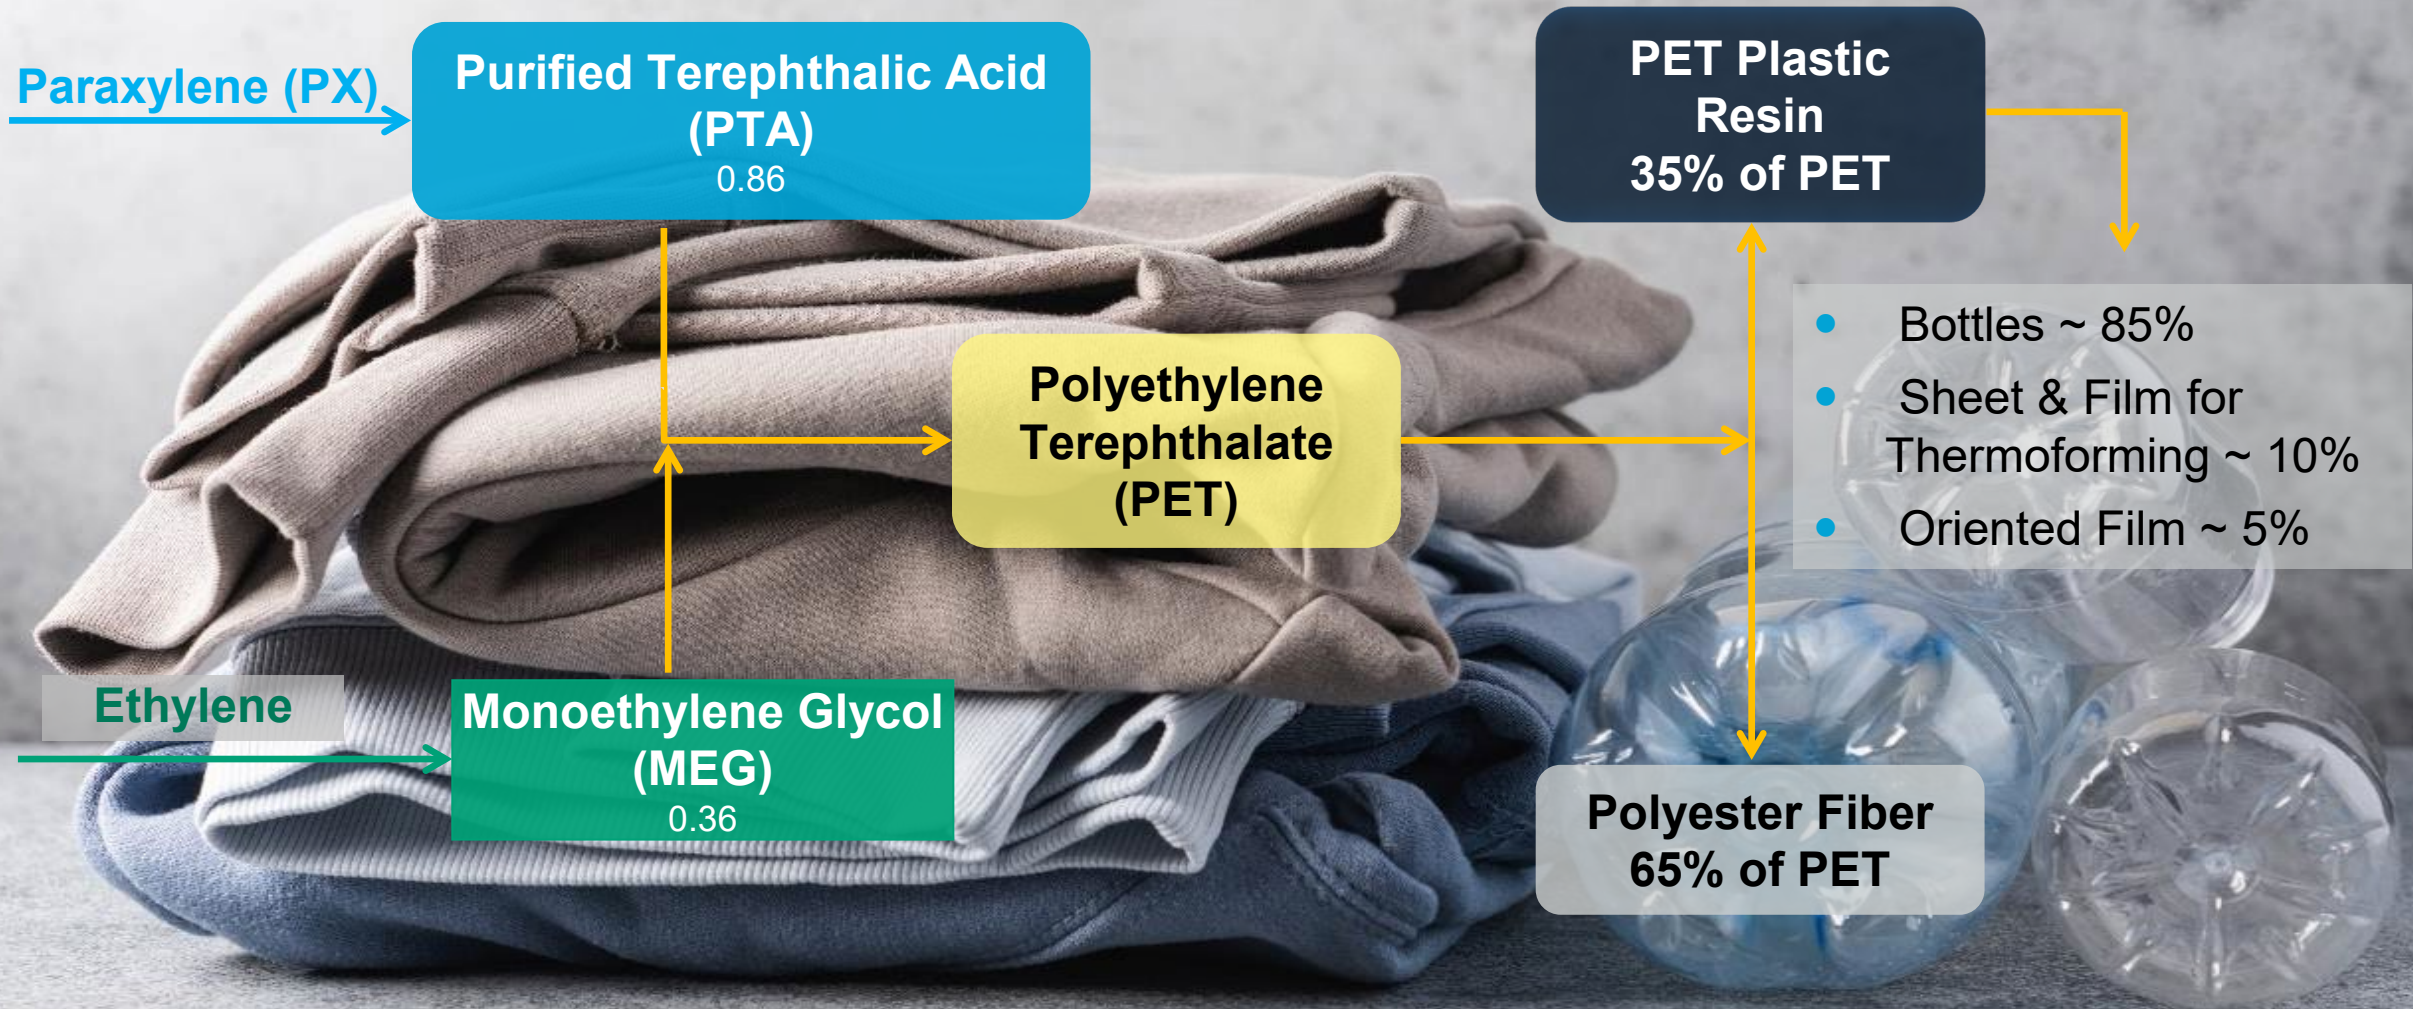 Paraxylene (PX)
Purified Terephthalic Acid
(PTA)
0.86
PET Plastic
Resin
35% of PET
Polyethylene
Terephthalate
(PET)
• Bottles ~ 85%
• Sheet & Film for
Thermoforming ~ 10%
• Oriented Film ~ 5%
Ethylene
Monoethylene Glycol
(MEG)
0.36
Polyester Fiber
65% of PET